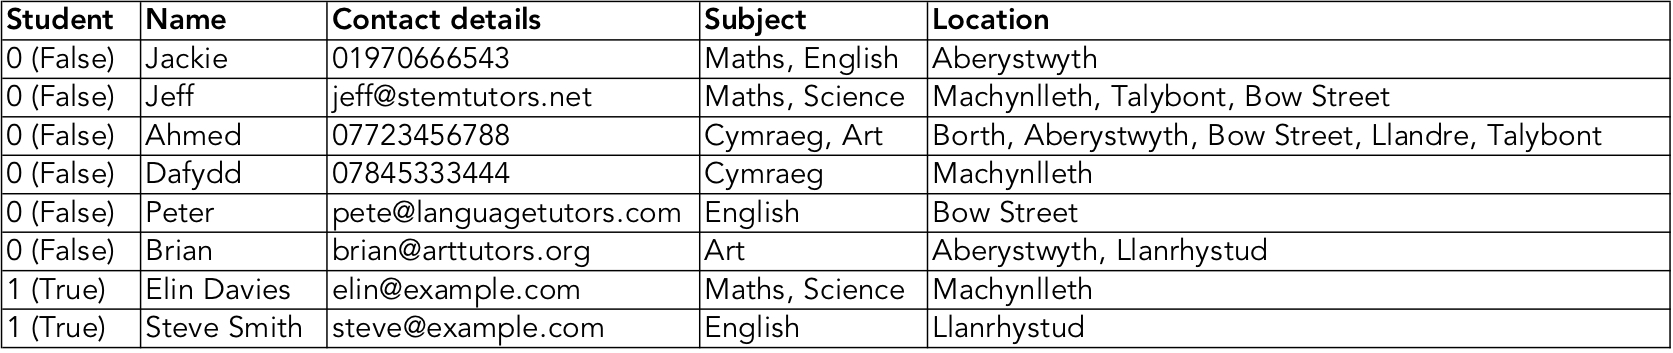 Student Name Contact details Subject Location
0 (False) Jackie 01970666543 Maths, English Aberystwyth
0 (False) Jeff jeff@stemtutors.net Maths, Science Machynlleth, Talybont, Bow Street
0 (False) Ahmed 07723456788 Cymraeg, Art Borth, Aberystwyth, Bow Street, Llandre, Talybont
0 (False) Dafydd 07845333444 Cymraeg Machynlleth
0 (False) Peter pete@languagetutors.com English Bow Street
0 (False) Brian brian@arttutors.org Art Aberystwyth, Llanrhystud
1 (True) Elin Davies elin@example.com Maths, Science Machynlleth
1 (True) Steve Smith steve@example.com English Llanrhystud